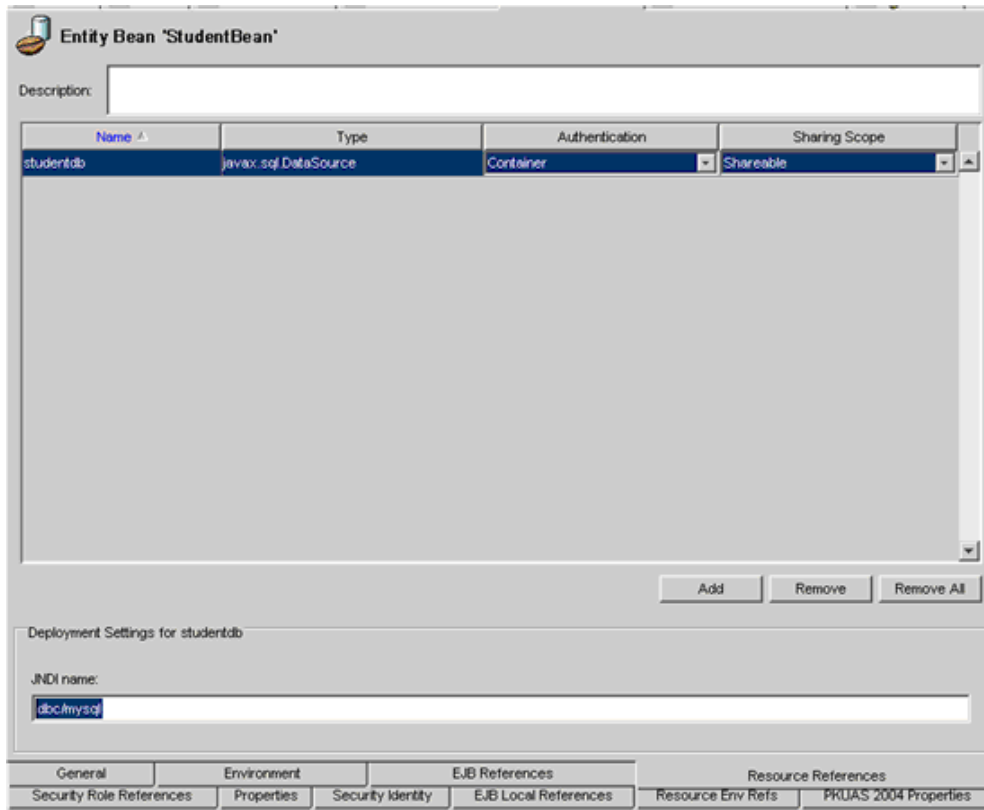 Entity Bean 'StudentBean'
Description:
Name Type Authentication Sharing Scope
studentdb javax.sql.DataSource Container Shareable
Add Remove Remove All
Deployment Settings for studentdb
JNDI name:
dbc/mysql
General Environment EJB References Resource References
Security Role References Properties Security Identity EJB Local References Resource Env Refs PKUAS 2004 Properties